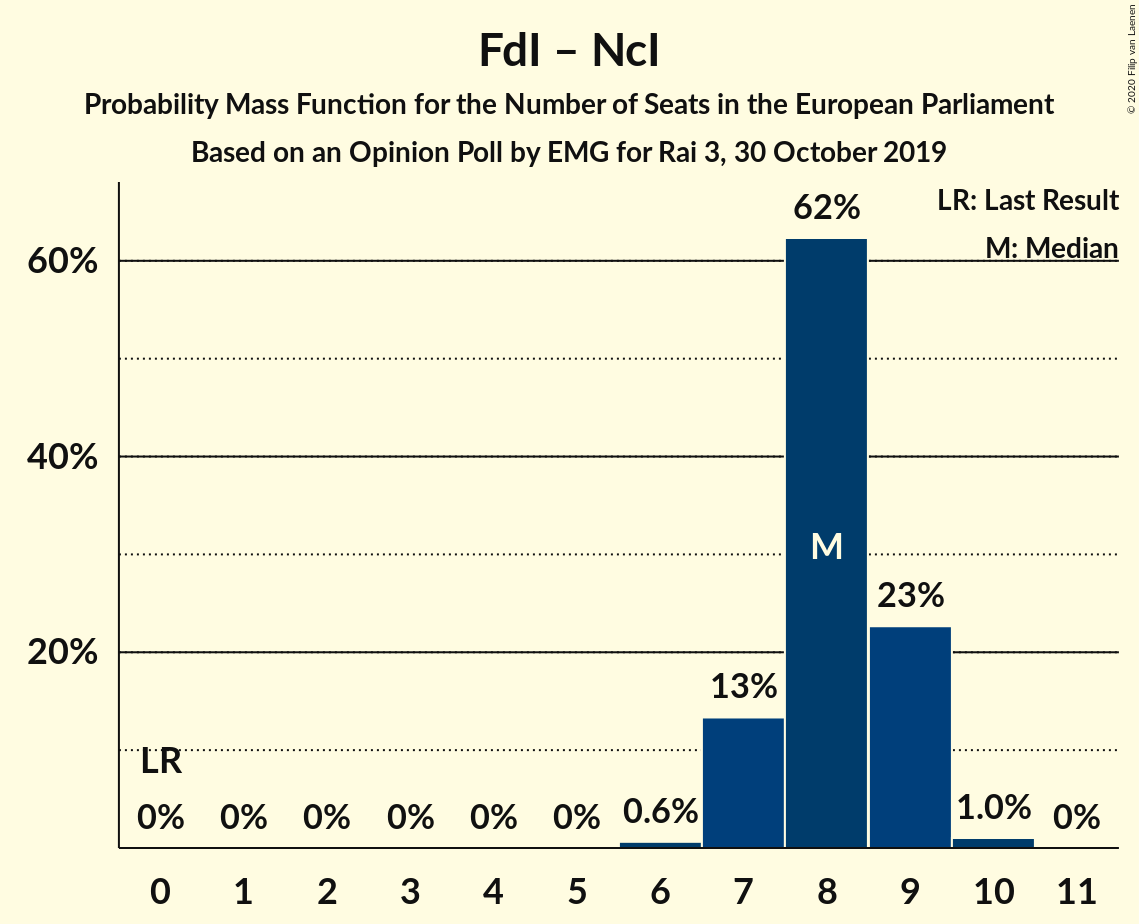 FdI – NcI
Probability Mass Function for the Number of Seats in the European Parliament
Based on an Opinion Poll by EMG for Rai 3, 30 October 2019
© 2020 Filip van Laenen
LR: Last Result
M: Median
60%
40%
20%
62%
M
23%
13%
LR
0%
0%
0%
0%
0%
0%
0.6%
1.0%
0%
0 1 2 3 4 5 6 7 8 9 10 11